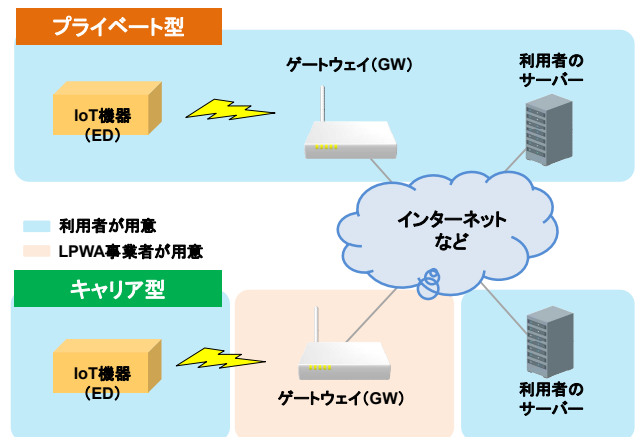 プライベート型
ゲートウェイ(GW)
利用者の
サーバー
IoT機器
(ED)
インターネット
など
利用者が用意
LPWA事業者が用意
キャリア型
IoT機器
(ED)
ゲートウェイ(GW)
利用者の
サーバー